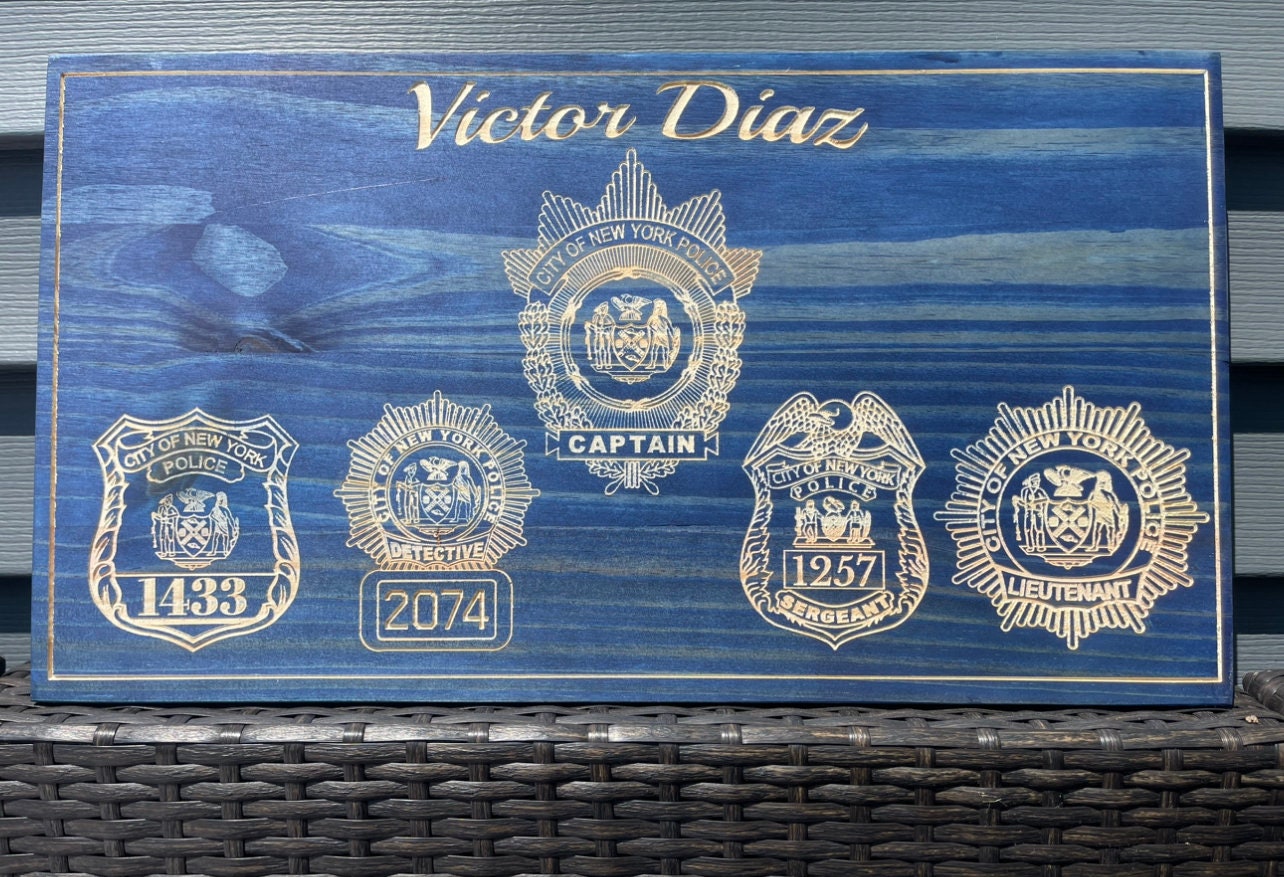 Victor Diaz
CITY OF NEW YORK POLICE
CAPTAIN
CITY OF NEW YORK
POLICE
1433
CITY OF NEW YORK POLICE
DETECTIVE
2074
CITY OF NEW YORK
POLICE
1257
SERGEANT
CITY OF NEW YORK POLICE
LIEUTENANT